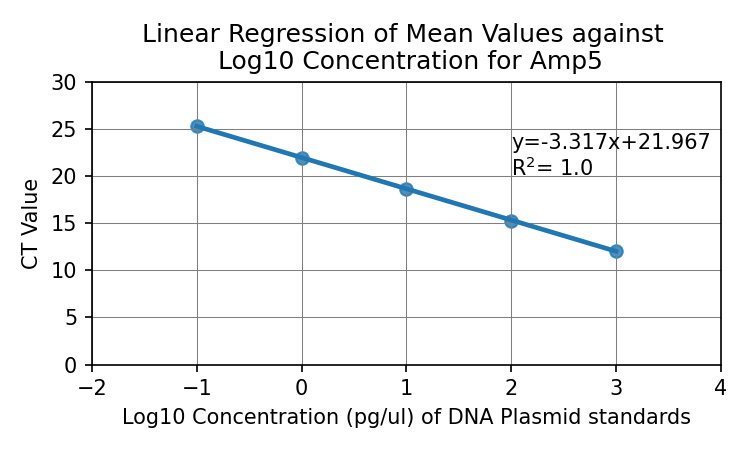 Linear Regression of Mean Values against
Log10 Concentration for Amp5
30
25
20
15
10
5
0
CT Value
y=-3.317x+21.967
R²= 1.0
−2 −1 0 1 2 3 4
Log10 Concentration (pg/ul) of DNA Plasmid standards